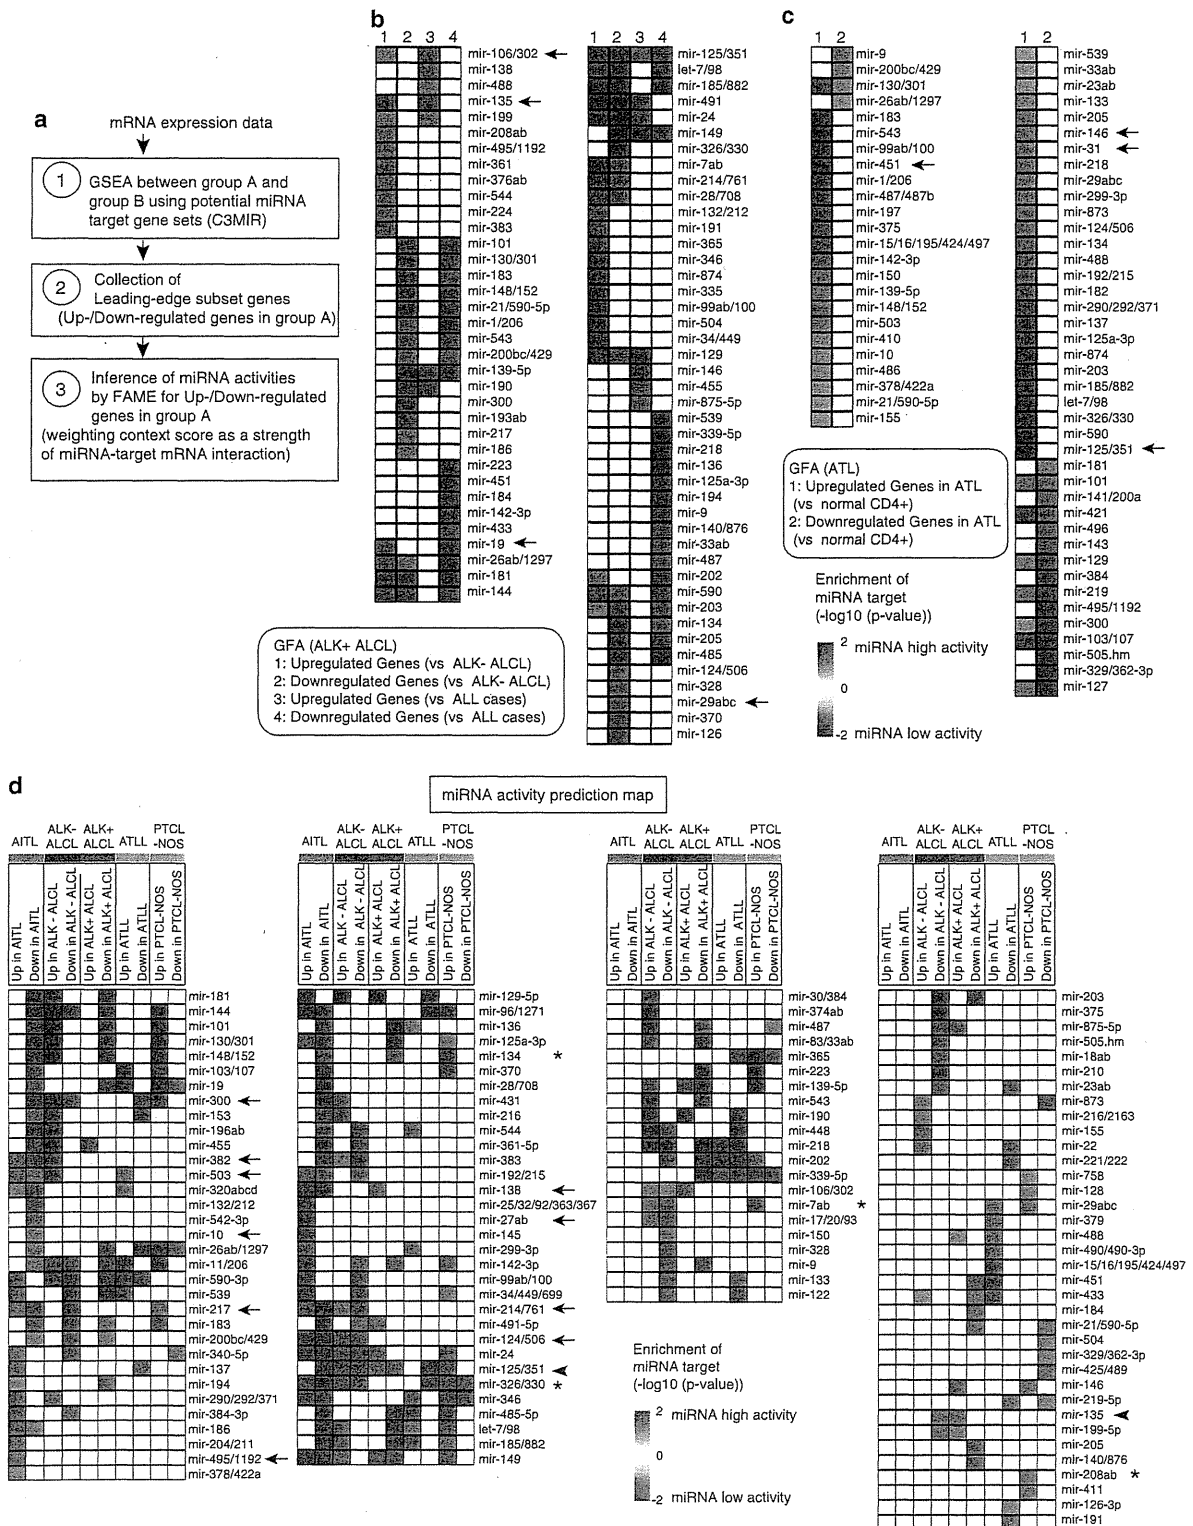 a
mRNA expression data
1
GSEA between group A and
group B using potential miRNA
target gene sets (C3MIR)
2
Collection of
Leading-edge subset genes
(Up-/Down-regulated genes in group A)
3
Inference of miRNA activities
by FAME for Up-/Down-regulated
genes in group A
(weighting context score as a strength
of miRNA-target mRNA interaction)
b
1 2 3 4
mir-106/302
mir-138
mir-488
mir-135
mir-199
mir-208ab
mir-495/1192
mir-361
mir-376ab
mir-544
mir-224
mir-383
mir-101
mir-130/301
mir-183
mir-148/152
mir-21/590-5p
mir-1/206
mir-543
mir-200bc/429
mir-139-5p
mir-190
mir-300
mir-193ab
mir-217
mir-186
mir-223
mir-451
mir-184
mir-142-3p
mir-433
mir-19
mir-26ab/1297
mir-181
mir-144
1 2 3 4
mir-125/351
let-7/98
mir-185/882
mir-491
mir-24
mir-149
mir-326/330
mir-7ab
mir-214/761
mir-28/708
mir-132/212
mir-191
mir-365
mir-346
mir-874
mir-335
mir-99ab/100
mir-504
mir-34/449
mir-129
mir-146
mir-455
mir-875-5p
mir-539
mir-339-5p
mir-218
mir-136
mir-125a-3p
mir-194
mir-9
mir-140/876
mir-33ab
mir-487
mir-202
mir-590
mir-203
mir-134
mir-205
mir-485
mir-124/506
mir-328
mir-29abc
mir-370
mir-126
GFA (ALK+ ALCL)
1: Upregulated Genes (vs ALK- ALCL)
2: Downregulated Genes (vs ALK- ALCL)
3: Upregulated Genes (vs ALL cases)
4: Downregulated Genes (vs ALL cases)
c
1 2
mir-9
mir-200bc/429
mir-130/301
mir-26ab/1297
mir-183
mir-543
mir-99ab/100
mir-451
mir-1/206
mir-487/487b
mir-197
mir-375
mir-15/16/195/424/497
mir-142-3p
mir-150
mir-139-5p
mir-148/152
mir-503
mir-410
mir-10
mir-486
mir-378/422a
mir-21/590-5p
mir-155
1 2
mir-539
mir-33ab
mir-23ab
mir-133
mir-205
mir-146
mir-31
mir-218
mir-29abc
mir-299-3p
mir-873
mir-124/506
mir-134
mir-488
mir-192/215
mir-182
mir-290/292/371
mir-137
mir-125a-3p
mir-874
mir-203
mir-185/882
let-7/98
mir-326/330
mir-590
mir-125/351
mir-181
mir-101
mir-141/200a
mir-421
mir-496
mir-143
mir-129
mir-384
mir-219
mir-495/1192
mir-300
mir-103/107
mir-505.hm
mir-329/362-3p
mir-127
GFA (ATL)
1: Upregulated Genes in ATL
(vs normal CD4+)
2: Downregulated Genes in ATL
(vs normal CD4+)
Enrichment of
miRNA target
(-log10 (p-value))
2 miRNA high activity
0
-2 miRNA low activity
d
miRNA activity prediction map
AITL ALK- ALCL ALK+ ALCL ATLL PTCL -NOS
Up in AITL
Down in AITL
Up in ALK - ALCL
Down in ALK - ALCL
Up in ALK+ ALCL
Down in ALK+ ALCL
Up in ATLL
Down in ATLL
Up in PTCL-NOS
Down in PTCL-NOS
mir-181
mir-144
mir-101
mir-130/301
mir-148/152
mir-103/107
mir-19
mir-300
mir-153
mir-196ab
mir-455
mir-382
mir-503
mir-320abcd
mir-132/212
mir-542-3p
mir-10
mir-26ab/1297
mir-11/206
mir-590-3p
mir-539
mir-217
mir-183
mir-200bc/429
mir-340-5p
mir-137
mir-194
mir-290/292/371
mir-384-3p
mir-186
mir-204/211
mir-495/1192
mir-378/422a
AITL ALK- ALCL ALK+ ALCL ATLL PTCL -NOS
Up in AITL
Down in AITL
Up in ALK - ALCL
Down in ALK - ALCL
Up in ALK+ ALCL
Down in ALK+ ALCL
Up in ATLL
Down in ATLL
Up in PTCL-NOS
Down in PTCL-NOS
mir-129-5p
mir-96/1271
mir-136
mir-125a-3p
mir-134 *
mir-370
mir-28/708
mir-431
mir-216
mir-544
mir-361-5p
mir-383
mir-192/215
mir-138
mir-25/32/92/363/367
mir-27ab
mir-145
mir-299-3p
mir-142-3p
mir-99ab/100
mir-34/449/699
mir-214/761
mir-491-5p
mir-124/506
mir-24
mir-125/351
mir-326/330 *
mir-346
mir-485-5p
let-7/98
mir-185/882
mir-149
AITL ALK- ALCL ALK+ ALCL ATLL PTCL -NOS
Up in AITL
Down in AITL
Up in ALK - ALCL
Down in ALK - ALCL
Up in ALK+ ALCL
Down in ALK+ ALCL
Up in ATLL
Down in ATLL
Up in PTCL-NOS
Down in PTCL-NOS
mir-30/384
mir-374ab
mir-487
mir-83/33ab
mir-365
mir-223
mir-139-5p
mir-543
mir-190
mir-448
mir-218
mir-202
mir-339-5p
mir-106/302
mir-7ab *
mir-17/20/93
mir-150
mir-328
mir-9
mir-133
mir-122
Enrichment of
miRNA target
(-log10 (p-value))
2 miRNA high activity
0
-2 miRNA low activity
AITL ALK- ALCL ALK+ ALCL ATLL PTCL -NOS
Up in AITL
Down in AITL
Up in ALK - ALCL
Down in ALK - ALCL
Up in ALK+ ALCL
Down in ALK+ ALCL
Up in ATLL
Down in ATLL
Up in PTCL-NOS
Down in PTCL-NOS
mir-203
mir-375
mir-875-5p
mir-505.hm
mir-18ab
mir-210
mir-23ab
mir-873
mir-216/2163
mir-155
mir-22
mir-221/222
mir-758
mir-128
mir-29abc
mir-379
mir-488
mir-490/490-3p
mir-15/16/195/424/497
mir-451
mir-433
mir-184
mir-21/590-5p
mir-504
mir-329/362-3p
mir-425/489
mir-146
mir-219-5p
mir-135
mir-199-5p
mir-205
mir-140/876
mir-208ab *
mir-411
mir-126-3p
mir-191